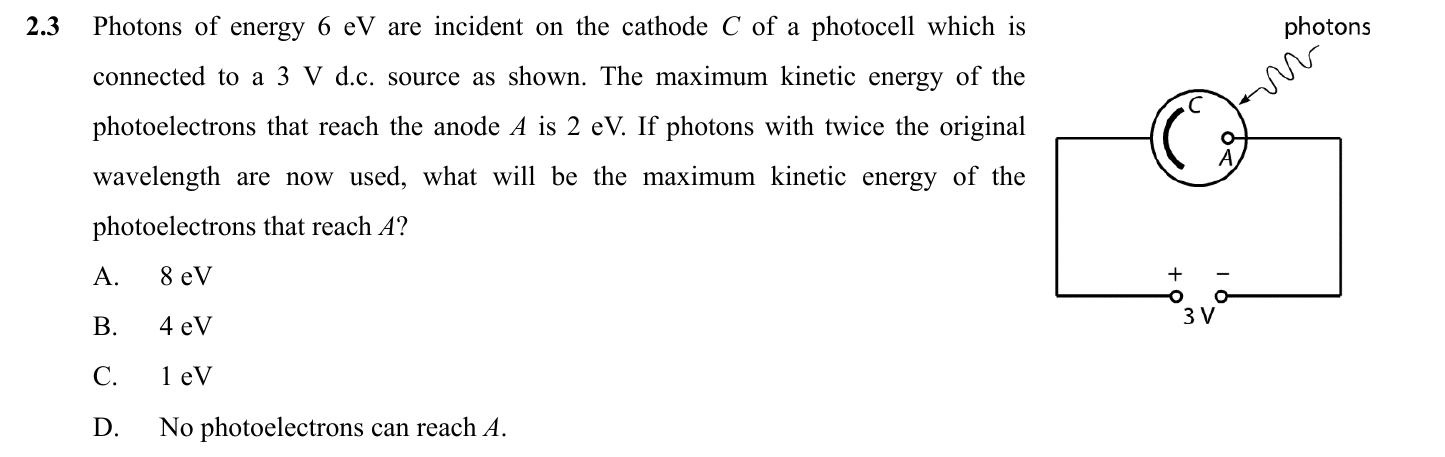 2.3 Photons of energy 6 eV are incident on the cathode C of a photocell which is
connected to a 3 V d.c. source as shown. The maximum kinetic energy of the
photoelectrons that reach the anode A is 2 eV. If photons with twice the original
wavelength are now used, what will be the maximum kinetic energy of the
photoelectrons that reach A?
A. 8 eV
B. 4 eV
C. 1 eV
D. No photoelectrons can reach A.
photons
C
A
+ −
3 V